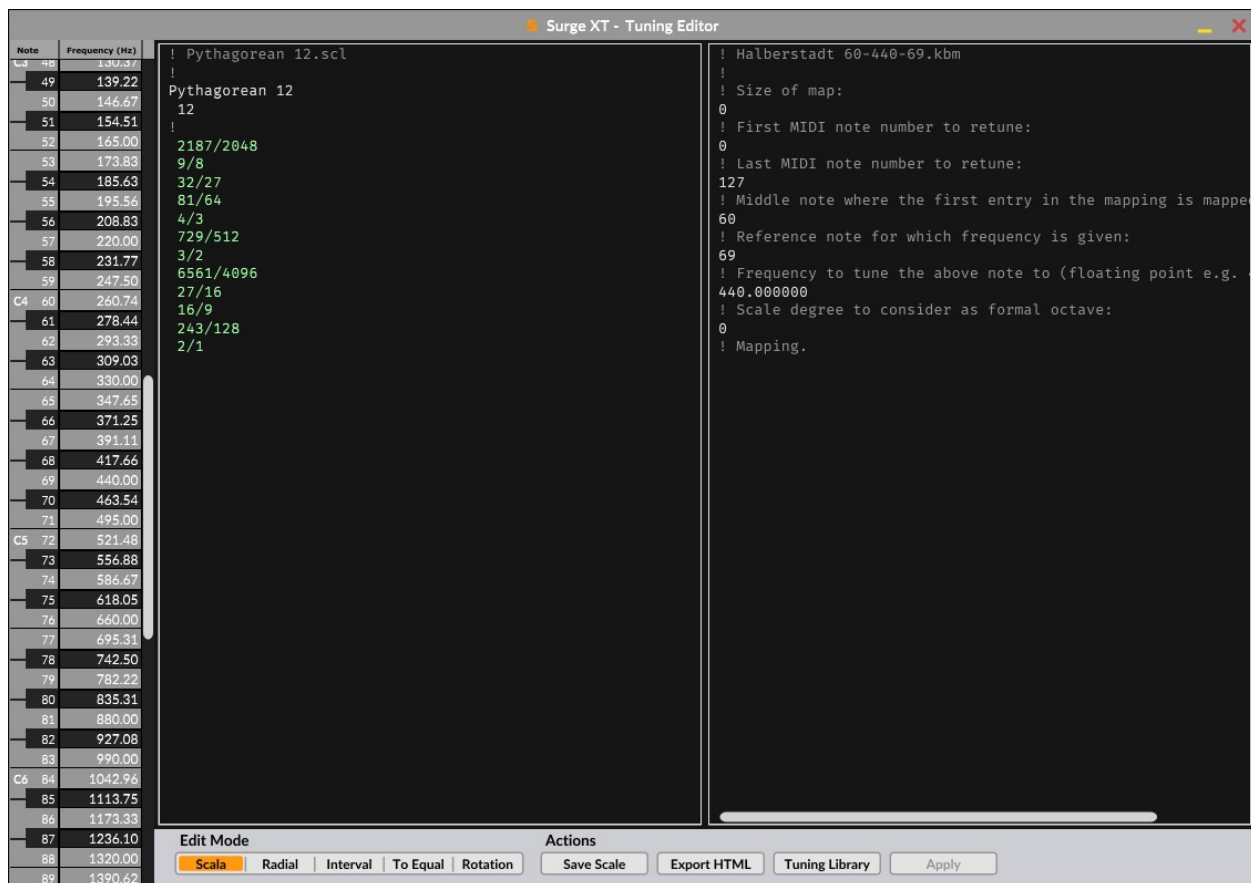 Surge XT - Tuning Editor
Note Frequency (Hz)
C3 48 130.37
49 139.22
50 146.67
51 154.51
52 165.00
53 173.83
54 185.63
55 195.56
56 208.83
57 220.00
58 231.77
59 247.50
C4 60 260.74
61 278.44
62 293.33
63 309.03
64 330.00
65 347.65
66 371.25
67 391.11
68 417.66
69 440.00
70 463.54
71 495.00
C5 72 521.48
73 556.88
74 586.67
75 618.05
76 660.00
77 695.31
78 742.50
79 782.22
80 835.31
81 880.00
82 927.08
83 990.00
C6 84 1042.96
85 1113.75
86 1173.33
87 1236.10
88 1320.00
89 1390.62
! Pythagorean 12.scl
!
Pythagorean 12
12
!
2187/2048
9/8
32/27
81/64
4/3
729/512
3/2
6561/4096
27/16
16/9
243/128
2/1
! Halberstadt 60-440-69.kbm
!
! Size of map:
0
! First MIDI note number to retune:
0
! Last MIDI note number to retune:
127
! Middle note where the first entry in the mapping is mappe
60
! Reference note for which frequency is given:
69
! Frequency to tune the above note to (floating point e.g.
440.000000
! Scale degree to consider as formal octave:
0
! Mapping.
Edit Mode
Scala Radial Interval To Equal Rotation
Actions
Save Scale Export HTML Tuning Library Apply